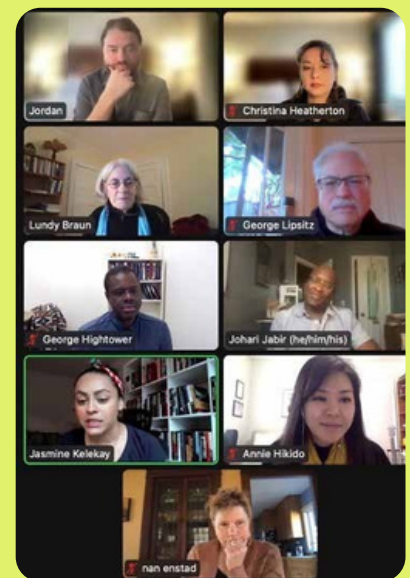 Jordan
Christina Heatherton
Lundy Braun
George Lipsitz
George Hightower
Johari Jabir (he/him/his)
Jasmine Kelekay
Annie Hikido
nan enstad